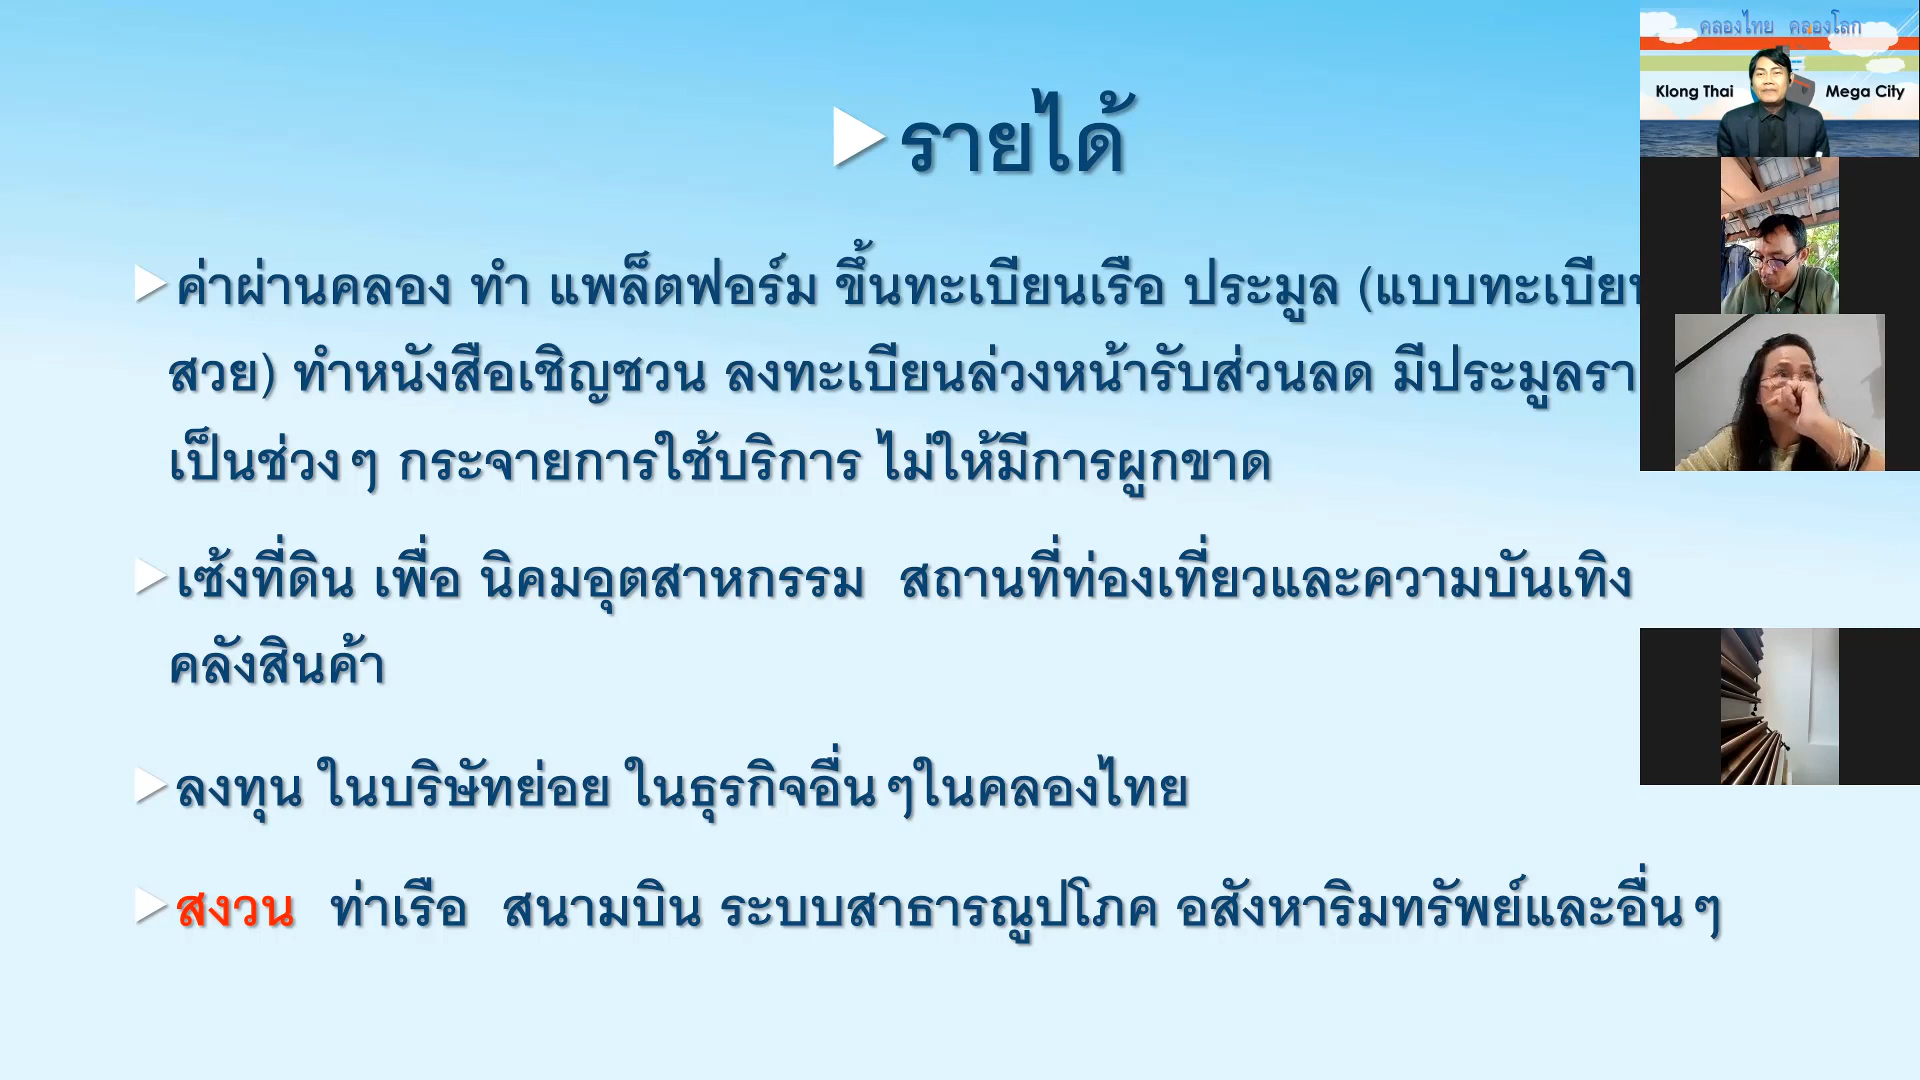 รายได้
ค่าผ่านคลอง ทำ แพล็ตฟอร์ม ขึ้นทะเบียนเรือ ประมูล (แบบทะเบียน
สวย) ทำหนังสือเชิญชวน ลงทะเบียนล่วงหน้ารับส่วนลด มีประมูลรา
เป็นช่วงๆ กระจายการใช้บริการ ไม่ให้มีการผูกขาด
เซ้งที่ดิน เพื่อ นิคมอุตสาหกรรม สถานที่ท่องเที่ยวและความบันเทิง
คลังสินค้า
ลงทุน ในบริษัทย่อย ในธุรกิจอื่นๆในคลองไทย
สงวน ท่าเรือ สนามบิน ระบบสาธารณูปโภค อสังหาริมทรัพย์และอื่นๆ
คลองไทย คลองโลก
Klong Thai Mega City